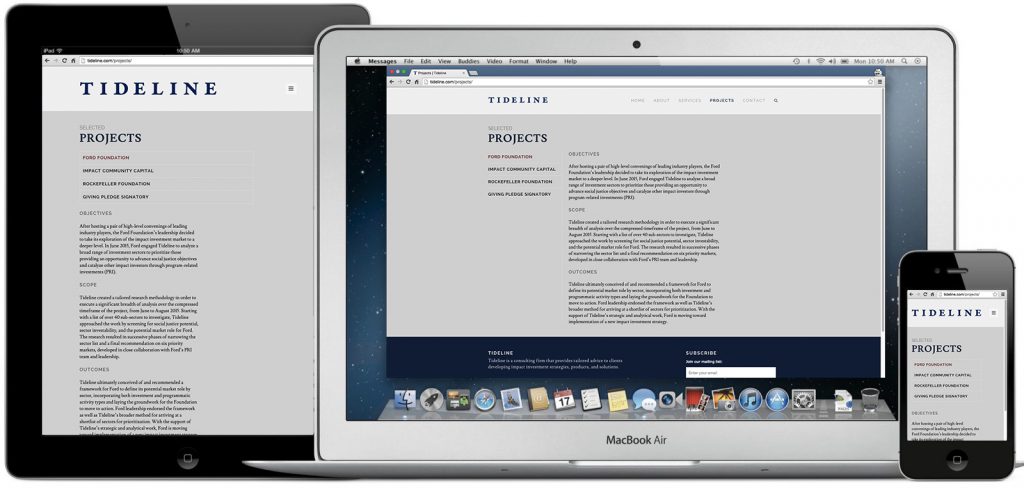 iPad
10:50 AM
tideline.com/projects/
TIDELINE
SELECTED
PROJECTS
FORD FOUNDATION
IMPACT COMMUNITY CAPITAL
ROCKEFELLER FOUNDATION
GIVING PLEDGE SIGNATORY
OBJECTIVES
After hosting a pair of high-level convenings of leading
industry players, the Ford Foundation's leadership decided
to take its exploration of the impact investment market to a
deeper level. In June 2015, Ford engaged Tideline to analyze a
broad range of investment sectors to prioritize those
providing an opportunity to advance social justice objectives
and catalyze other impact investors through program-related
investments (PRI).
SCOPE
Tideline created a tailored research methodology in order to
execute a significant breadth of analysis over the compressed
timeframe of the project, from June to August 2015. Starting
with a list of over 40 sub-sectors to investigate, Tideline
approached the work by screening for social justice potential,
sector investability, and the potential market role for Ford.
The research resulted in successive phases of narrowing the
sector list and a final recommendation on six priority
markets, developed in close collaboration with Ford's PRI
team and leadership.
OUTCOMES
Tideline ultimately conceived of and recommended a
framework for Ford to define its potential market role by
sector, incorporating both investment and programmatic
activity types and laying the groundwork for the Foundation
to move to action. Ford leadership endorsed the framework
as well as Tideline's broader method for arriving at a
shortlist of sectors for prioritization. With the support of
Tideline's strategic and analytical work, Ford is moving
toward implementation of a new impact investment
Messages File Edit View Buddies Video Format Window Help
Mon 10:50 AM
Projects | Tideline
tideline.com/projects/
TIDELINE
HOME ABOUT SERVICES PROJECTS CONTACT
SELECTED
PROJECTS
FORD FOUNDATION
IMPACT COMMUNITY CAPITAL
ROCKEFELLER FOUNDATION
GIVING PLEDGE SIGNATORY
OBJECTIVES
After hosting a pair of high-level convenings of leading industry players, the Ford
Foundation's leadership decided to take its exploration of the impact investment
market to a deeper level. In June 2015, Ford engaged Tideline to analyze a broad
range of investment sectors to prioritize those providing an opportunity to
advance social justice objectives and catalyze other impact investors through
program-related investments (PRI).
SCOPE
Tideline created a tailored research methodology in order to execute a significant
breadth of analysis over the compressed timeframe of the project, from June to
August 2015. Starting with a list of over 40 sub-sectors to investigate, Tideline
approached the work by screening for social justice potential, sector investability,
and the potential market role for Ford. The research resulted in successive phases
of narrowing the sector list and a final recommendation on six priority markets,
developed in close collaboration with Ford's PRI team and leadership.
OUTCOMES
Tideline ultimately conceived of and recommended a framework for Ford to
define its potential market role by sector, incorporating both investment and
programmatic activity types and laying the groundwork for the Foundation to
move to action. Ford leadership endorsed the framework as well as Tideline's
broader method for arriving at a shortlist of sectors for prioritization. With the
support of Tideline's strategic and analytical work, Ford is moving toward
implementation of a new impact investment strategy.
TIDELINE
Tideline is a consulting firm that provides tailored advice to clients
developing impact investment strategies, products, and solutions.
SUBSCRIBE
Join our mailing list:
Enter your email
17
MacBook Air
tideline.com/projects/
TIDELINE
SELECTED
PROJECTS
FORD FOUNDATION
IMPACT COMMUNITY CAPITAL
ROCKEFELLER FOUNDATION
GIVING PLEDGE SIGNATORY
OBJECTIVES
After hosting a pair of high-level
convenings of leading industry players,
the Ford Foundation's leadership decided to
take its exploration of the impact